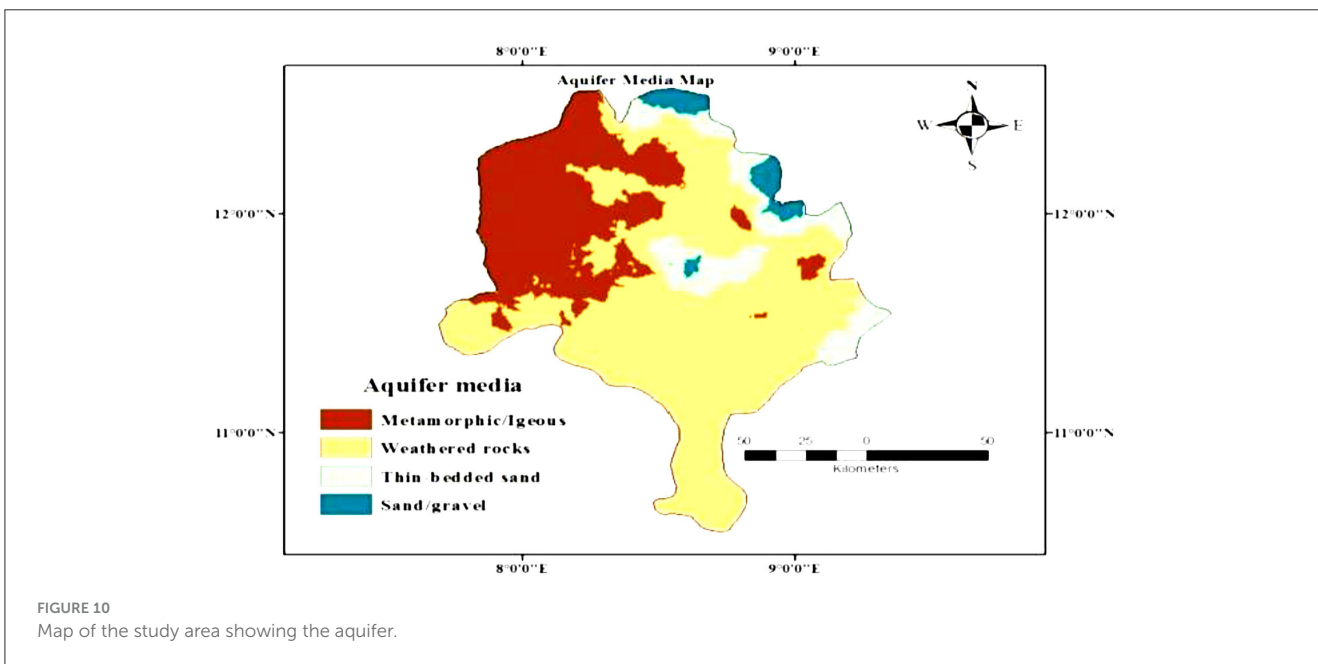 8°0'0"E 9°0'0"E
Aquifer Media Map
N
W E
S
12°0'0"N 12°0'0"N
Aquifer media
Metamorphic/Igeous
Weathered rocks
Thin-bedded sand
Sand/gravel
11°0'0"N 11°0'0"N
50 25 0 50
Kilometers
8°0'0"E 9°0'0"E
FIGURE 10
Map of the study area showing the aquifer.